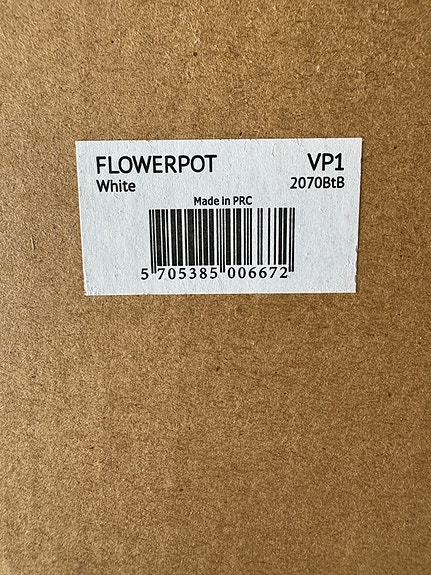 FLOWERPOT VP1
White 2070BtB
Made in PRC
5 705385 006672